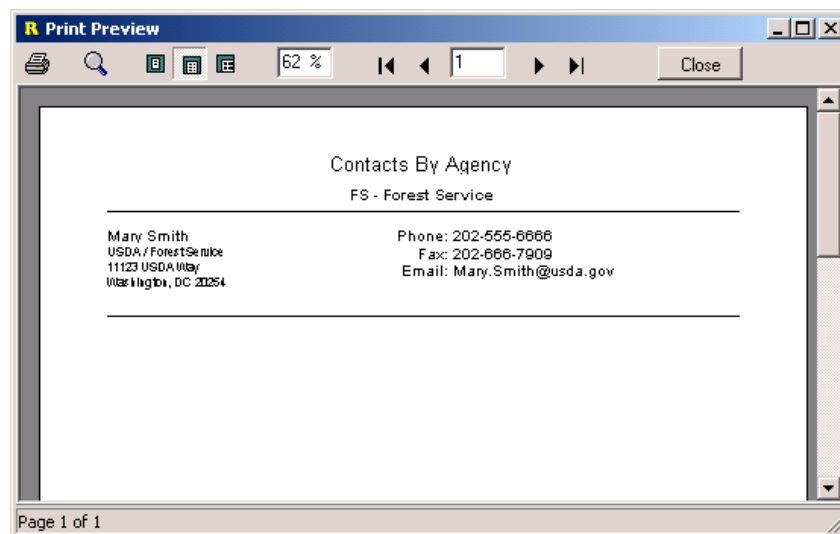 R Print Preview
62 %
1
Close
Contacts By Agency
FS - Forest Service
Mary Smith
USDA / Forest Service
11123 USDA Way
Washington, DC 20254
Phone: 202-555-6666
Fax: 202-666-7909
Email: Mary.Smith@usda.gov
Page 1 of 1